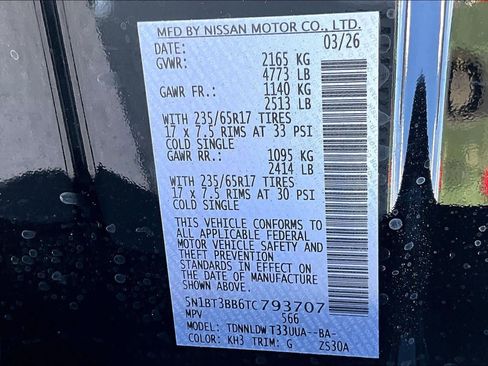 MFD BY NISSAN MOTOR CO., LTD.
DATE: 03/26
GVWR: 2165 KG
4773 LB
GAWR FR.: 1140 KG
2513 LB
WITH 235/65R17 TIRES
17 x 7.5 RIMS AT 33 PSI
COLD SINGLE
GAWR RR.: 1095 KG
2414 LB
WITH 235/65R17 TIRES
17 x 7.5 RIMS AT 30 PSI
COLD SINGLE
THIS VEHICLE CONFORMS TO
ALL APPLICABLE FEDERAL
MOTOR VEHICLE SAFETY AND
THEFT PREVENTION
STANDARDS IN EFFECT ON
THE DATE OF MANUFACTURE
SHOWN ABOVE.
5N1BT3BB6TC793707
MPV 566
MODEL: TDNNLDW T33UUA--BA-
COLOR: KH3 TRIM: G ZS30A